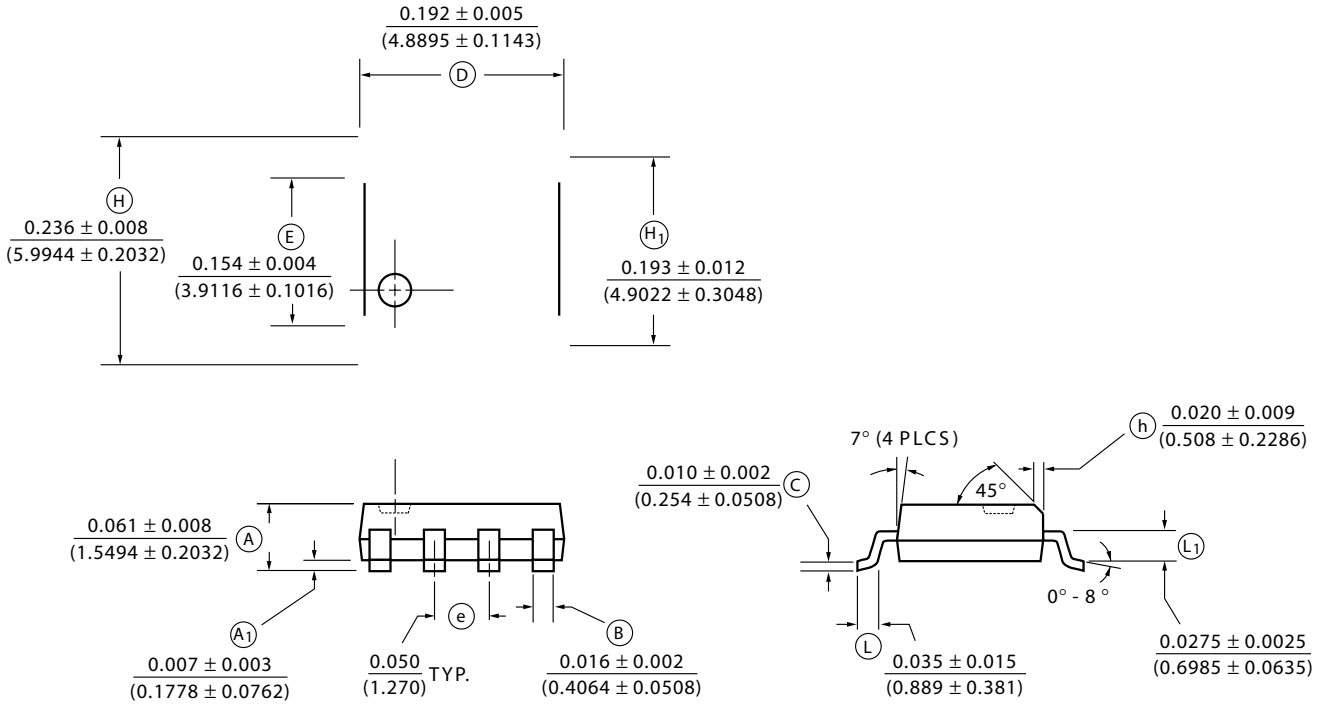 0.192 ± 0.005
(4.8895 ± 0.1143)
D
H
0.236 ± 0.008
(5.9944 ± 0.2032)
E
0.154 ± 0.004
(3.9116 ± 0.1016)
H1
0.193 ± 0.012
(4.9022 ± 0.3048)
0.061 ± 0.008
(1.5494 ± 0.2032)
A
A1
0.007 ± 0.003
(0.1778 ± 0.0762)
e
0.050
(1.270)
TYP.
B
0.016 ± 0.002
(0.4064 ± 0.0508)
7° (4 PLCS)
0.010 ± 0.002
(0.254 ± 0.0508)
C
45°
h
0.020 ± 0.009
(0.508 ± 0.2286)
L1
0° - 8 °
0.0275 ± 0.0025
(0.6985 ± 0.0635)
L
0.035 ± 0.015
(0.889 ± 0.381)